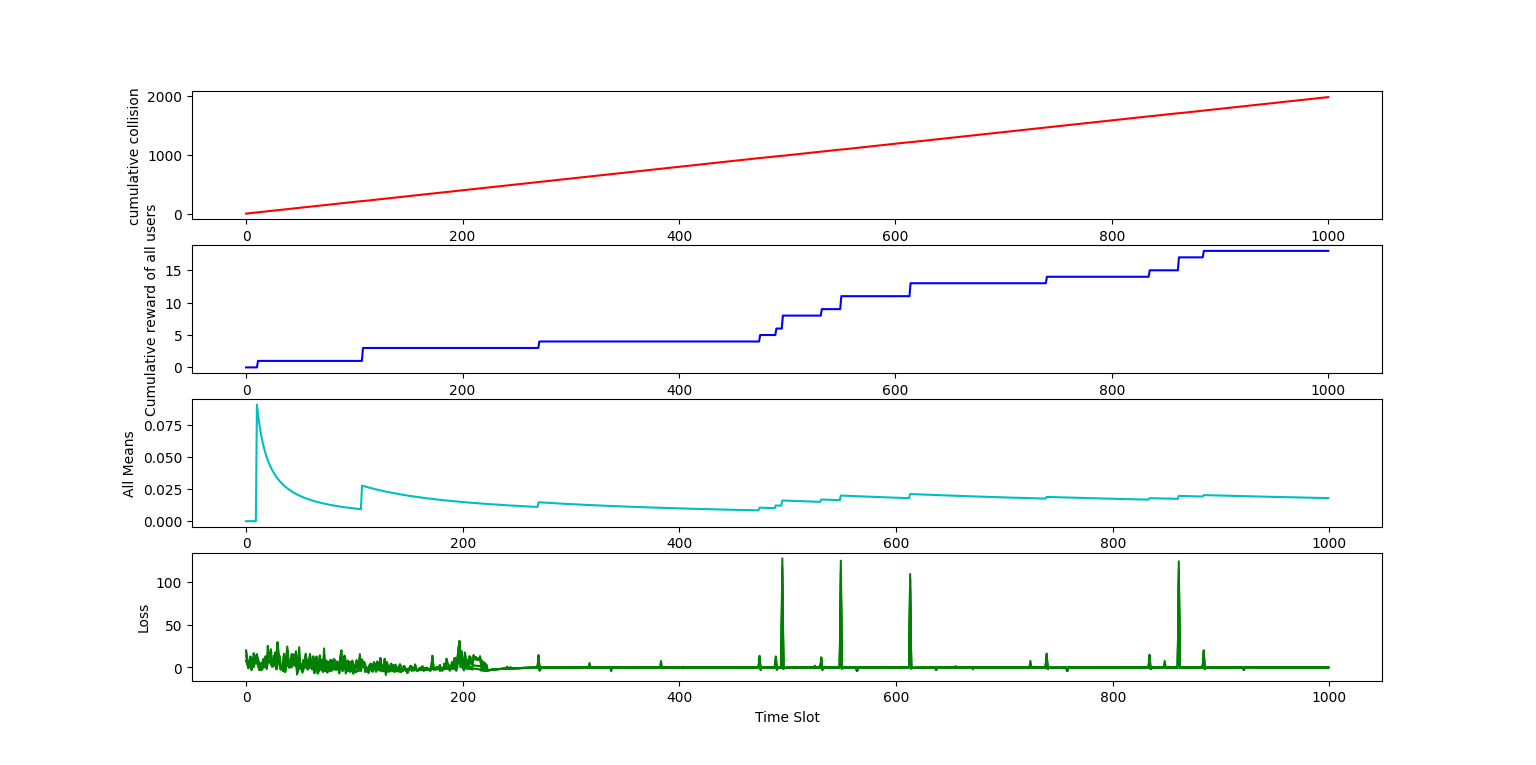 cumulative collision
2000
1000
0
0 200 400 600 800 1000
Cumulative reward of all users
15
10
5
0
0 200 400 600 800 1000
All Means
0.075
0.050
0.025
0.000
0 200 400 600 800 1000
Loss
100
50
0
0 200 400 600 800 1000
Time Slot